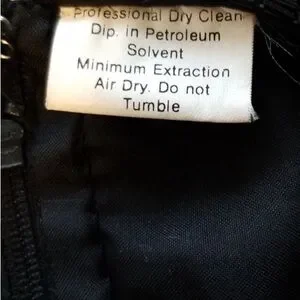 Professional Dry Clean
Dip. in Petroleum
Solvent
Minimum Extraction
Air Dry. Do not
Tumble